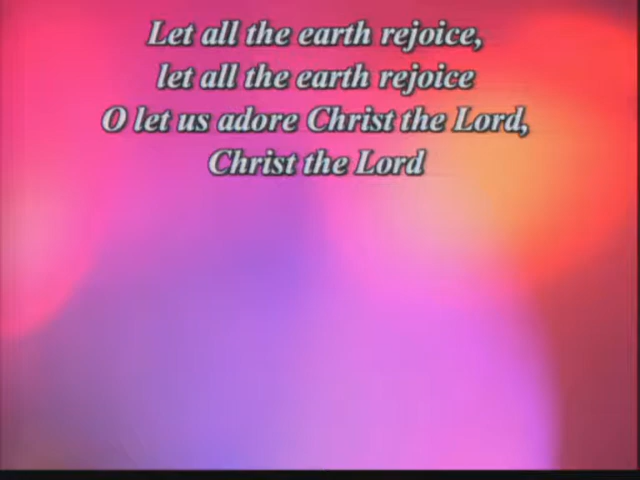 Let all the earth rejoice,
let all the earth rejoice
O let us adore Christ the Lord,
Christ the Lord